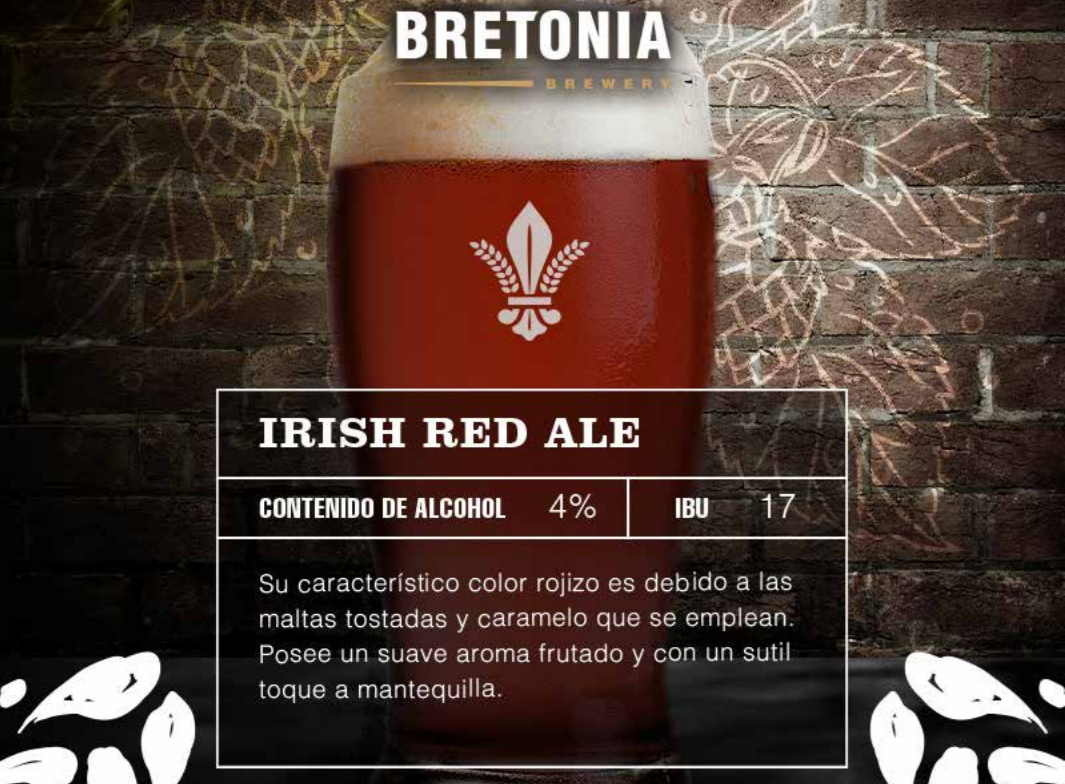 BRETONIA
BREWERY
IRISH RED ALE
CONTENIDO DE ALCOHOL 4% IBU 17
Su característico color rojizo es debido a las
maltas tostadas y caramelo que se emplean.
Posee un suave aroma frutado y con un sutil
toque a mantequilla.